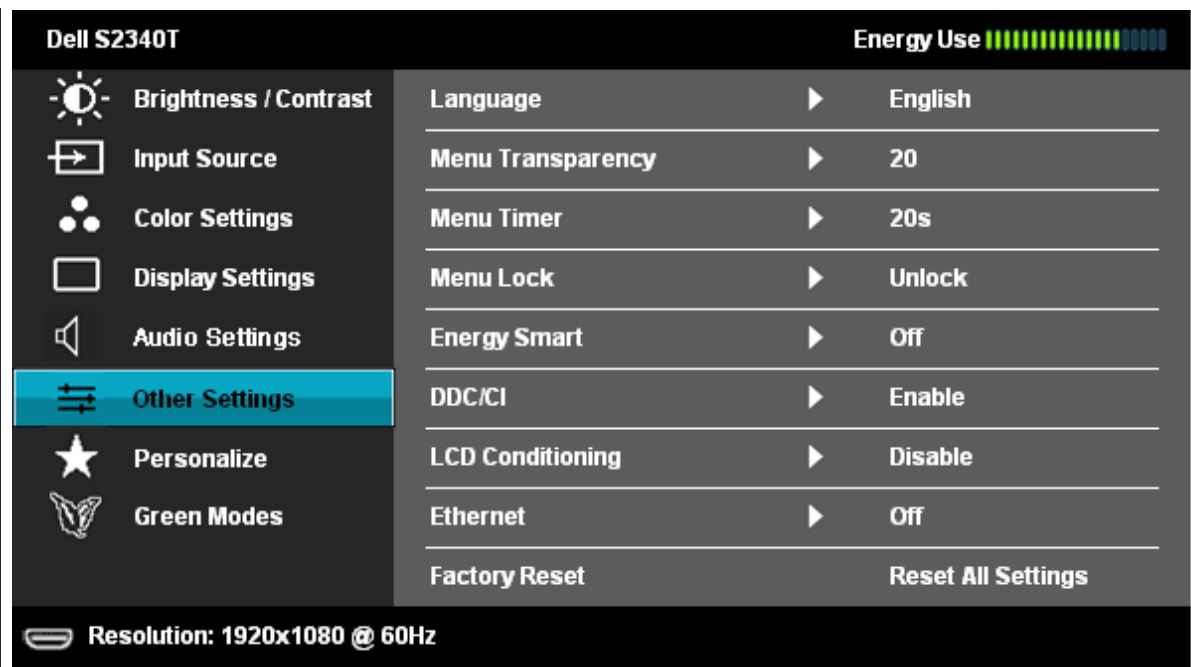 Dell S2340T Energy Use
Brightness / Contrast Language English
Input Source Menu Transparency 20
Color Settings Menu Timer 20s
Display Settings Menu Lock Unlock
Audio Settings Energy Smart Off
Other Settings DDC/CI Enable
Personalize LCD Conditioning Disable
Green Modes Ethernet Off
Factory Reset Reset All Settings
Resolution: 1920x1080 @ 60Hz